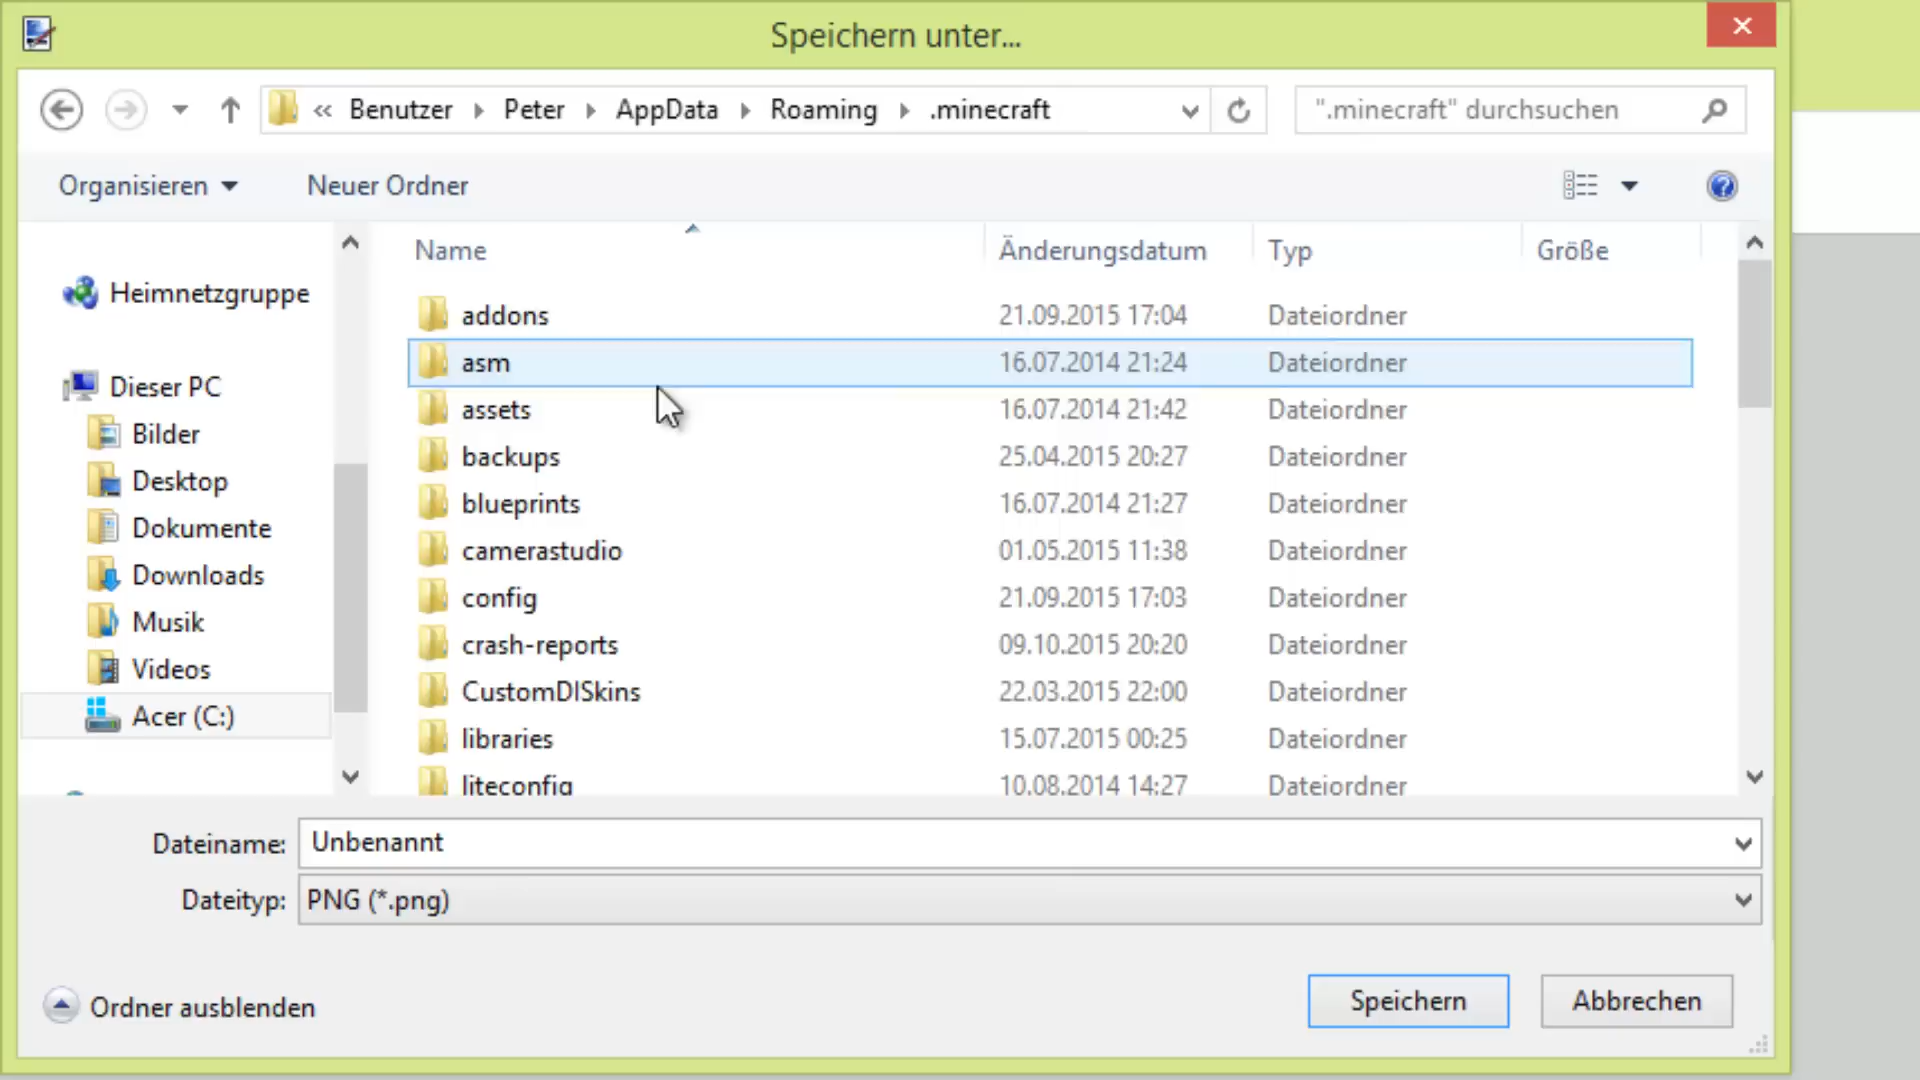 Speichern unter...
« Benutzer Peter AppData Roaming .minecraft ".minecraft" durchsuchen
Organisieren Neuer Ordner
Name Änderungsdatum Typ Größe
Heimnetzgruppe
Dieser PC
Bilder
Desktop
Dokumente
Downloads
Musik
Videos
Acer (C:)
addons 21.09.2015 17:04 Dateiordner
asm 16.07.2014 21:24 Dateiordner
assets 16.07.2014 21:42 Dateiordner
backups 25.04.2015 20:27 Dateiordner
blueprints 16.07.2014 21:27 Dateiordner
camerastudio 01.05.2015 11:38 Dateiordner
config 21.09.2015 17:03 Dateiordner
crash-reports 09.10.2015 20:20 Dateiordner
CustomDISkins 22.03.2015 22:00 Dateiordner
libraries 15.07.2015 00:25 Dateiordner
liteconfig 10.08.2014 14:27 Dateiordner
Dateiname: Unbenannt
Dateityp: PNG (*.png)
Ordner ausblenden Speichern Abbrechen